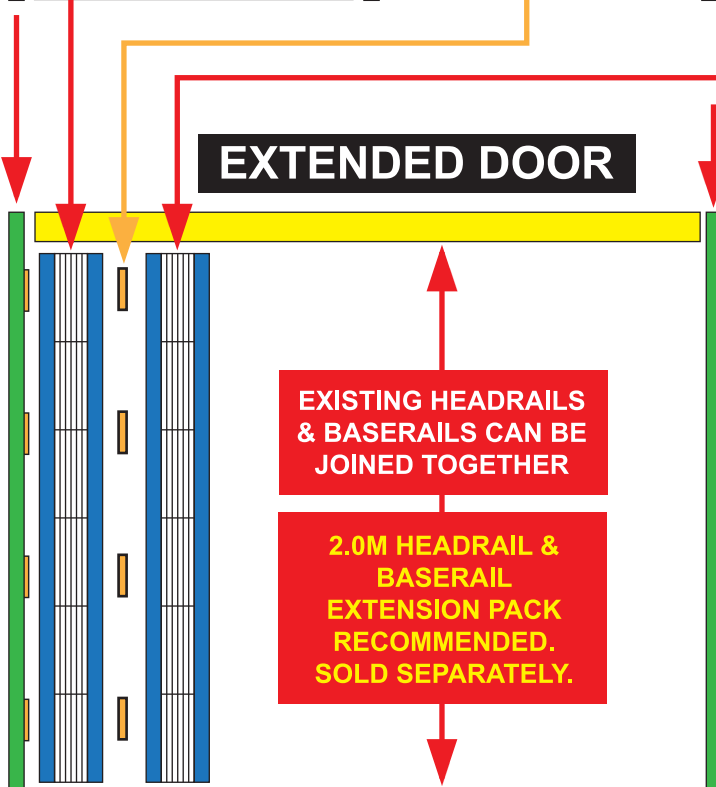 EXTENDED DOOR
EXISTING HEADRAILS
& BASERAILS CAN BE
JOINED TOGETHER
2.0M HEADRAIL &
BASERAIL
EXTENSION PACK
RECOMMENDED.
SOLD SEPARATELY.